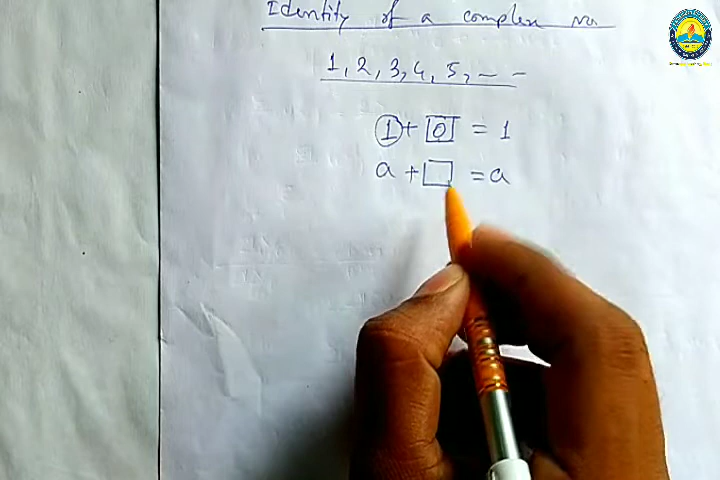 Identity of a complex no
1, 2, 3, 4, 5, - -
1 + 0 = 1
a + □ = a